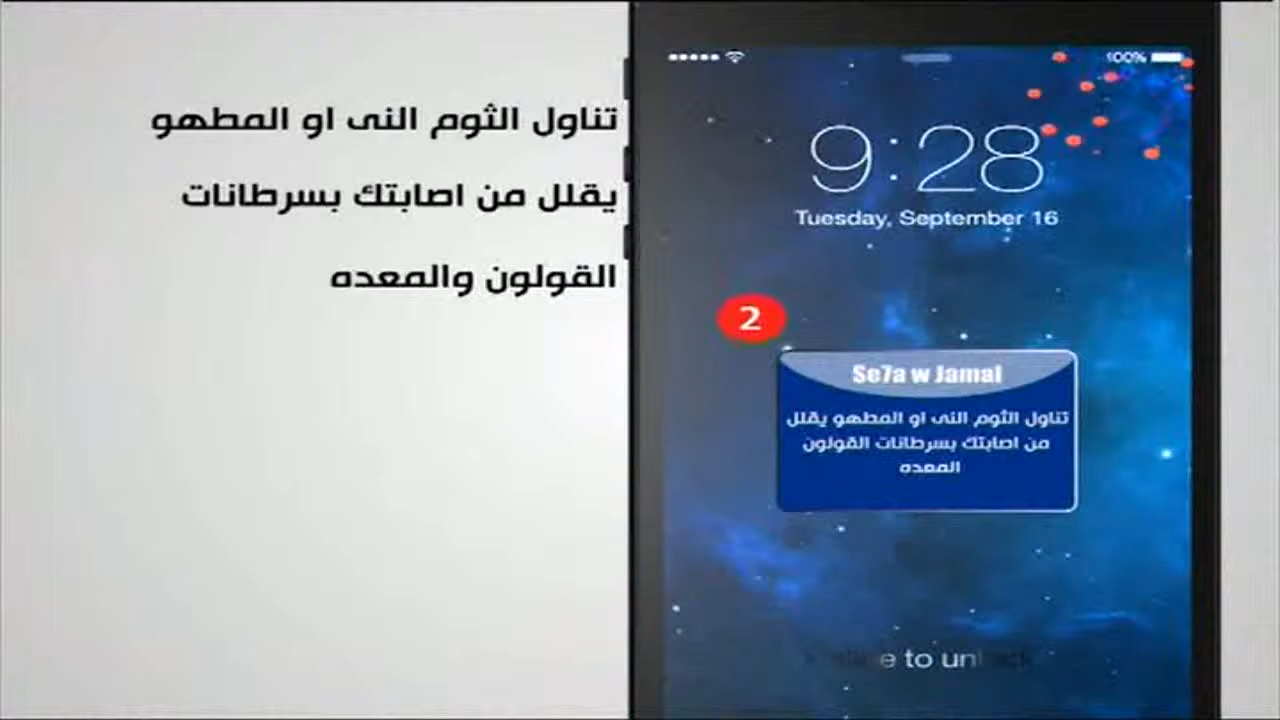 تناول الثوم النى او المطهو
يقلل من اصابتك بسرطانات
القولون والمعده
100%
9:28
Tuesday, September 16
2
Se7a w Jamal
تناول الثوم النى او المطهو يقلل
من اصابتك بسرطانات القولون
المعده
to